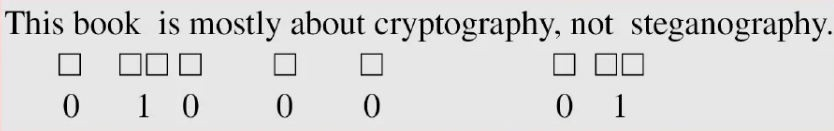 This book  is mostly about cryptography, not  steganography.
□ □□ □ □ □ □ □□
0 1 0 0 0 0 1